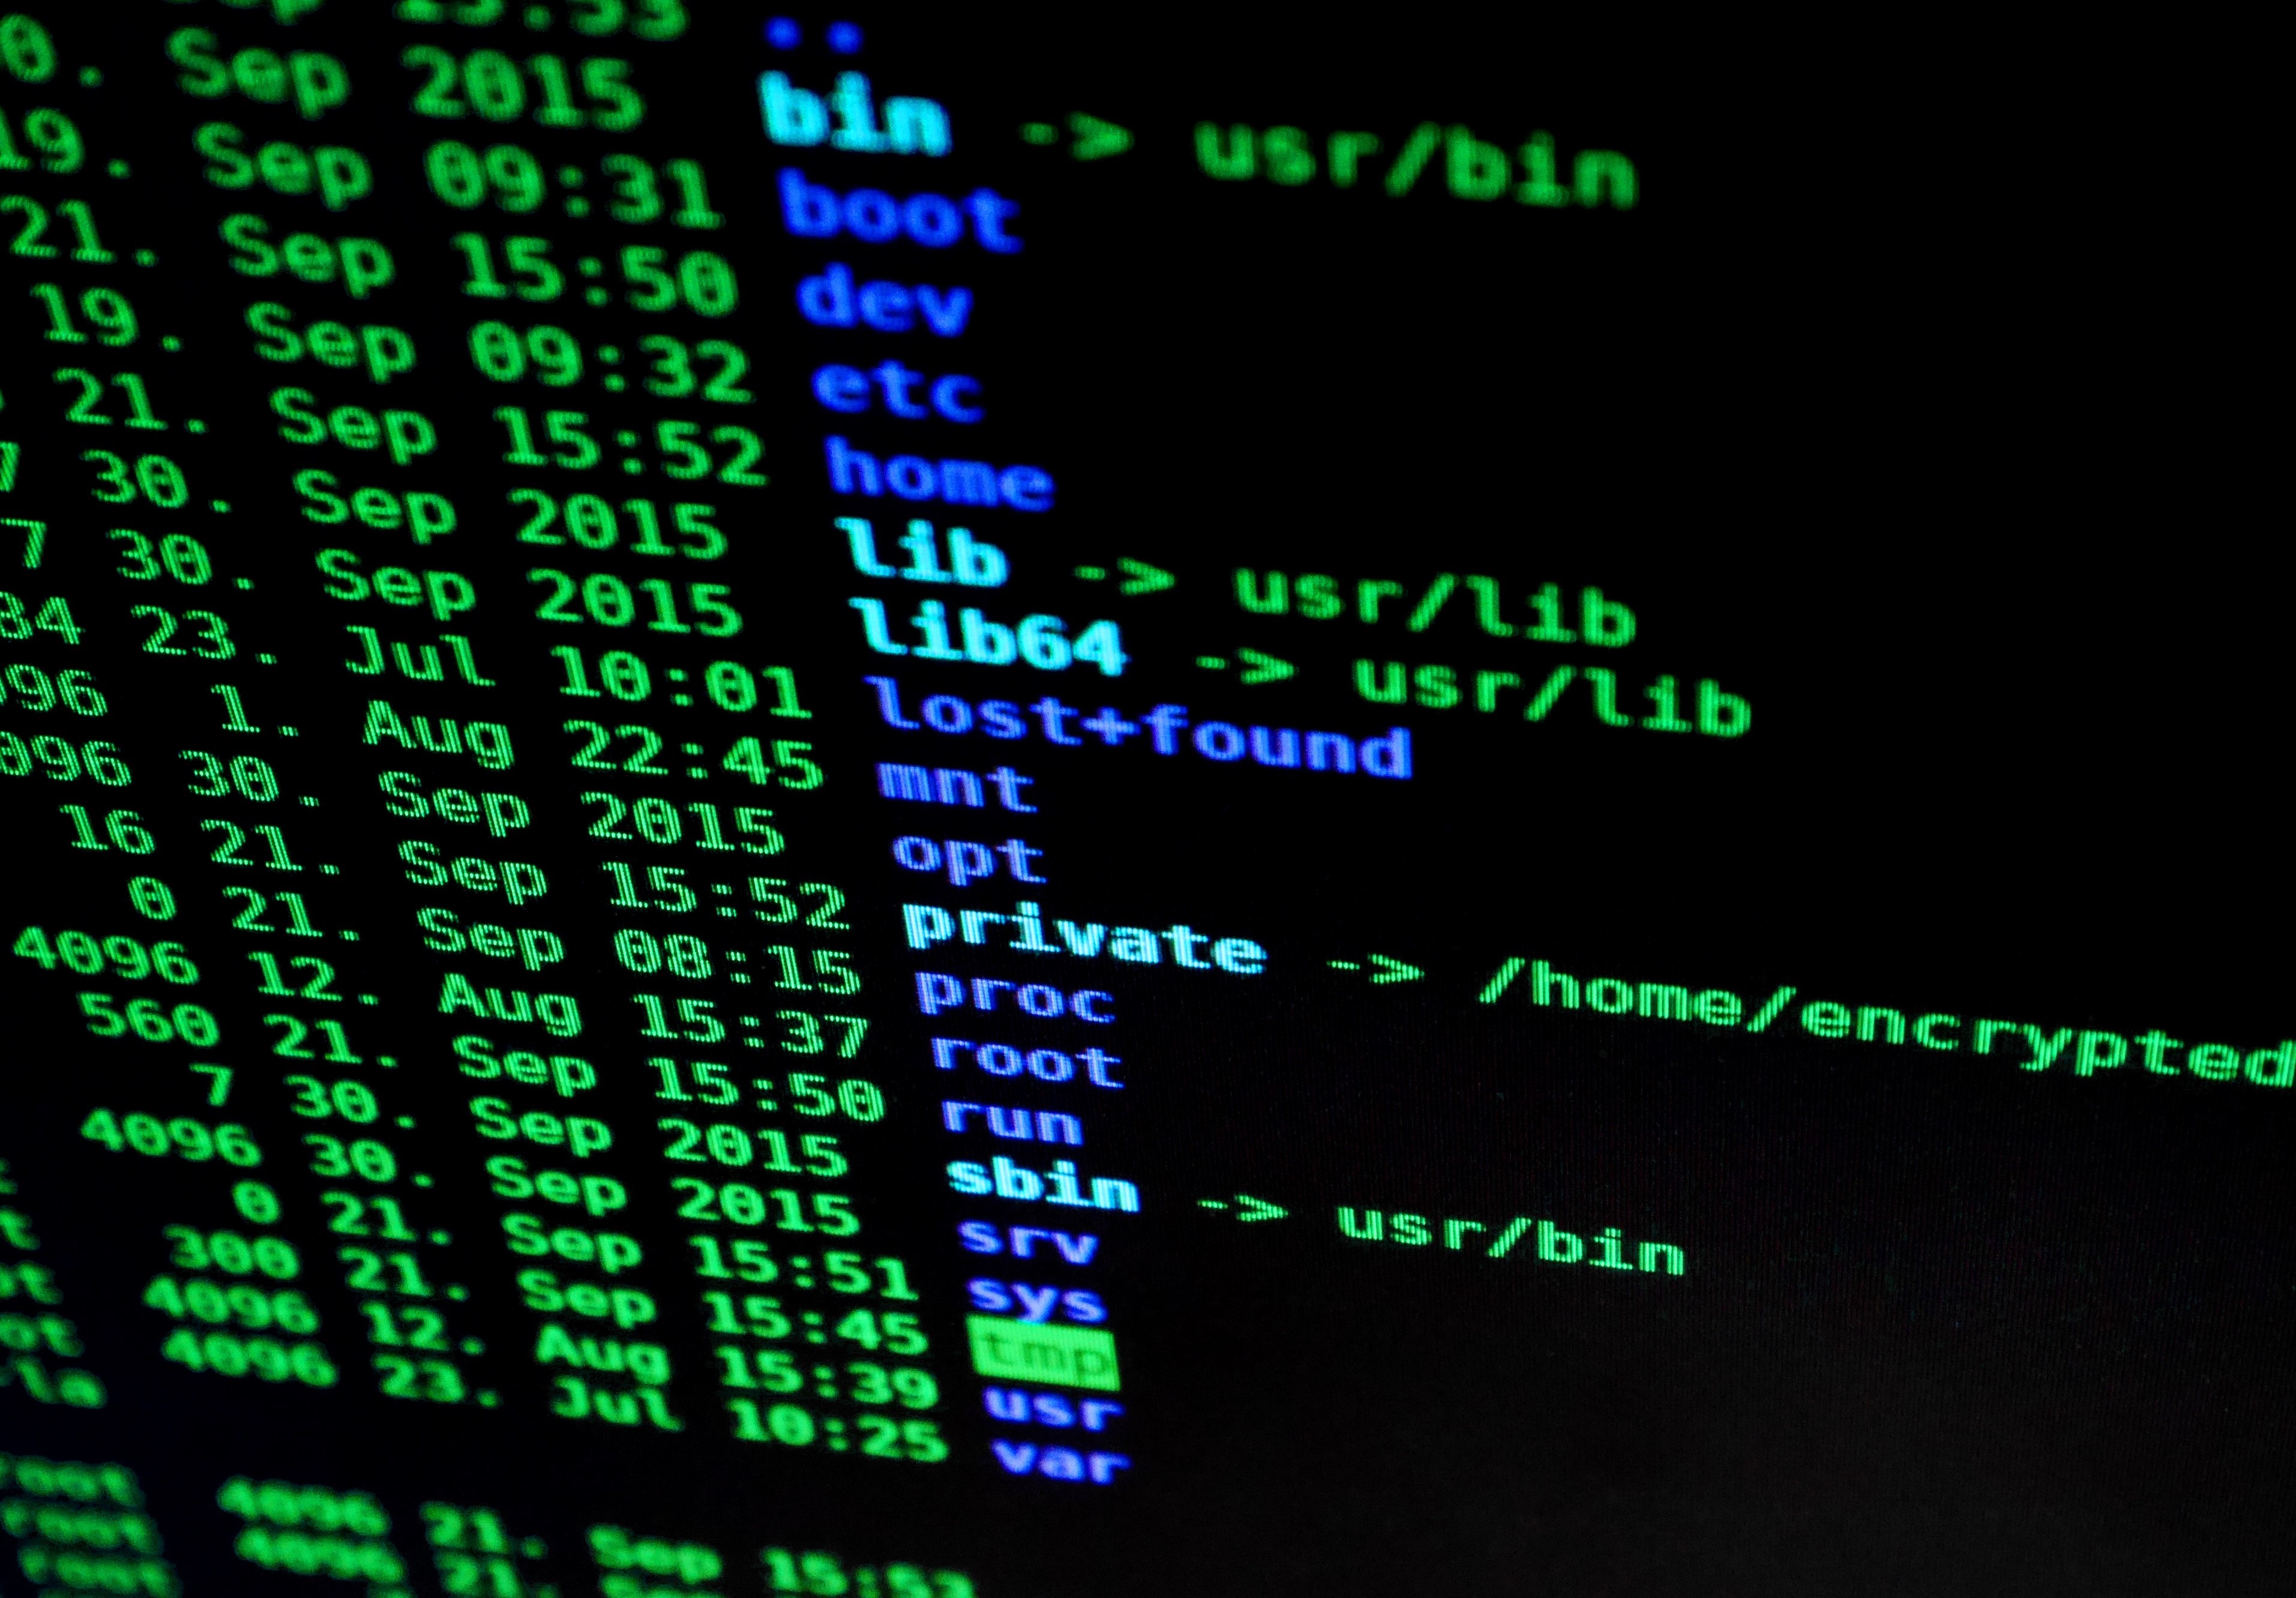 15:53 ..
0. Sep 2015 bin -> usr/bin
19. Sep 09:31 boot
21. Sep 15:50 dev
19. Sep 09:32 etc
21. Sep 15:52 home
7 30. Sep 2015 lib -> usr/lib
7 30. Sep 2015 lib64 -> usr/lib
84 23. Jul 10:01 lost+found
096 1. Aug 22:45 mnt
096 30. Sep 2015 opt
16 21. Sep 15:52 private -> /home/encrypted
0 21. Sep 08:15 proc
4096 12. Aug 15:37 root
560 21. Sep 15:50 run
7 30. Sep 2015 sbin -> usr/bin
4096 30. Sep 2015 srv
0 21. Sep 15:51 sys
300 21. Sep 15:45 tmp
4096 12. Aug 15:39 usr
4096 23. Jul 10:25 var
la
root 4096 21. Sep 15:53
root 4096 21.
root